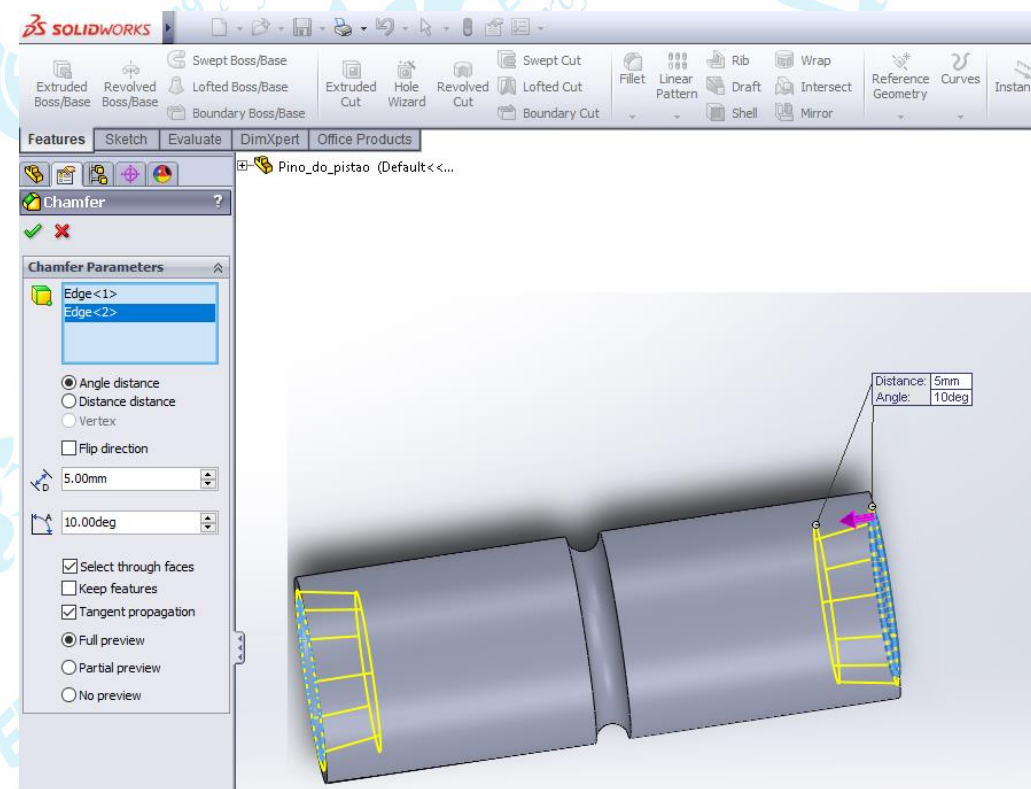 SOLIDWORKS
Extruded Boss/Base
Revolved Boss/Base
Swept Boss/Base
Lofted Boss/Base
Boundary Boss/Base
Extruded Cut
Hole Wizard
Revolved Cut
Swept Cut
Lofted Cut
Boundary Cut
Fillet
Linear Pattern
Rib
Draft
Shell
Wrap
Intersect
Mirror
Reference Geometry
Curves
Instan
Features Sketch Evaluate DimXpert Office Products
Pino_do_pistao (Default<<...
Chamfer ?
Chamfer Parameters
Edge<1>
Edge<2>
Angle distance
Distance distance
Vertex
Flip direction
D 5.00mm
A 10.00deg
Select through faces
Keep features
Tangent propagation
Full preview
Partial preview
No preview
Distance: 5mm
Angle: 10deg